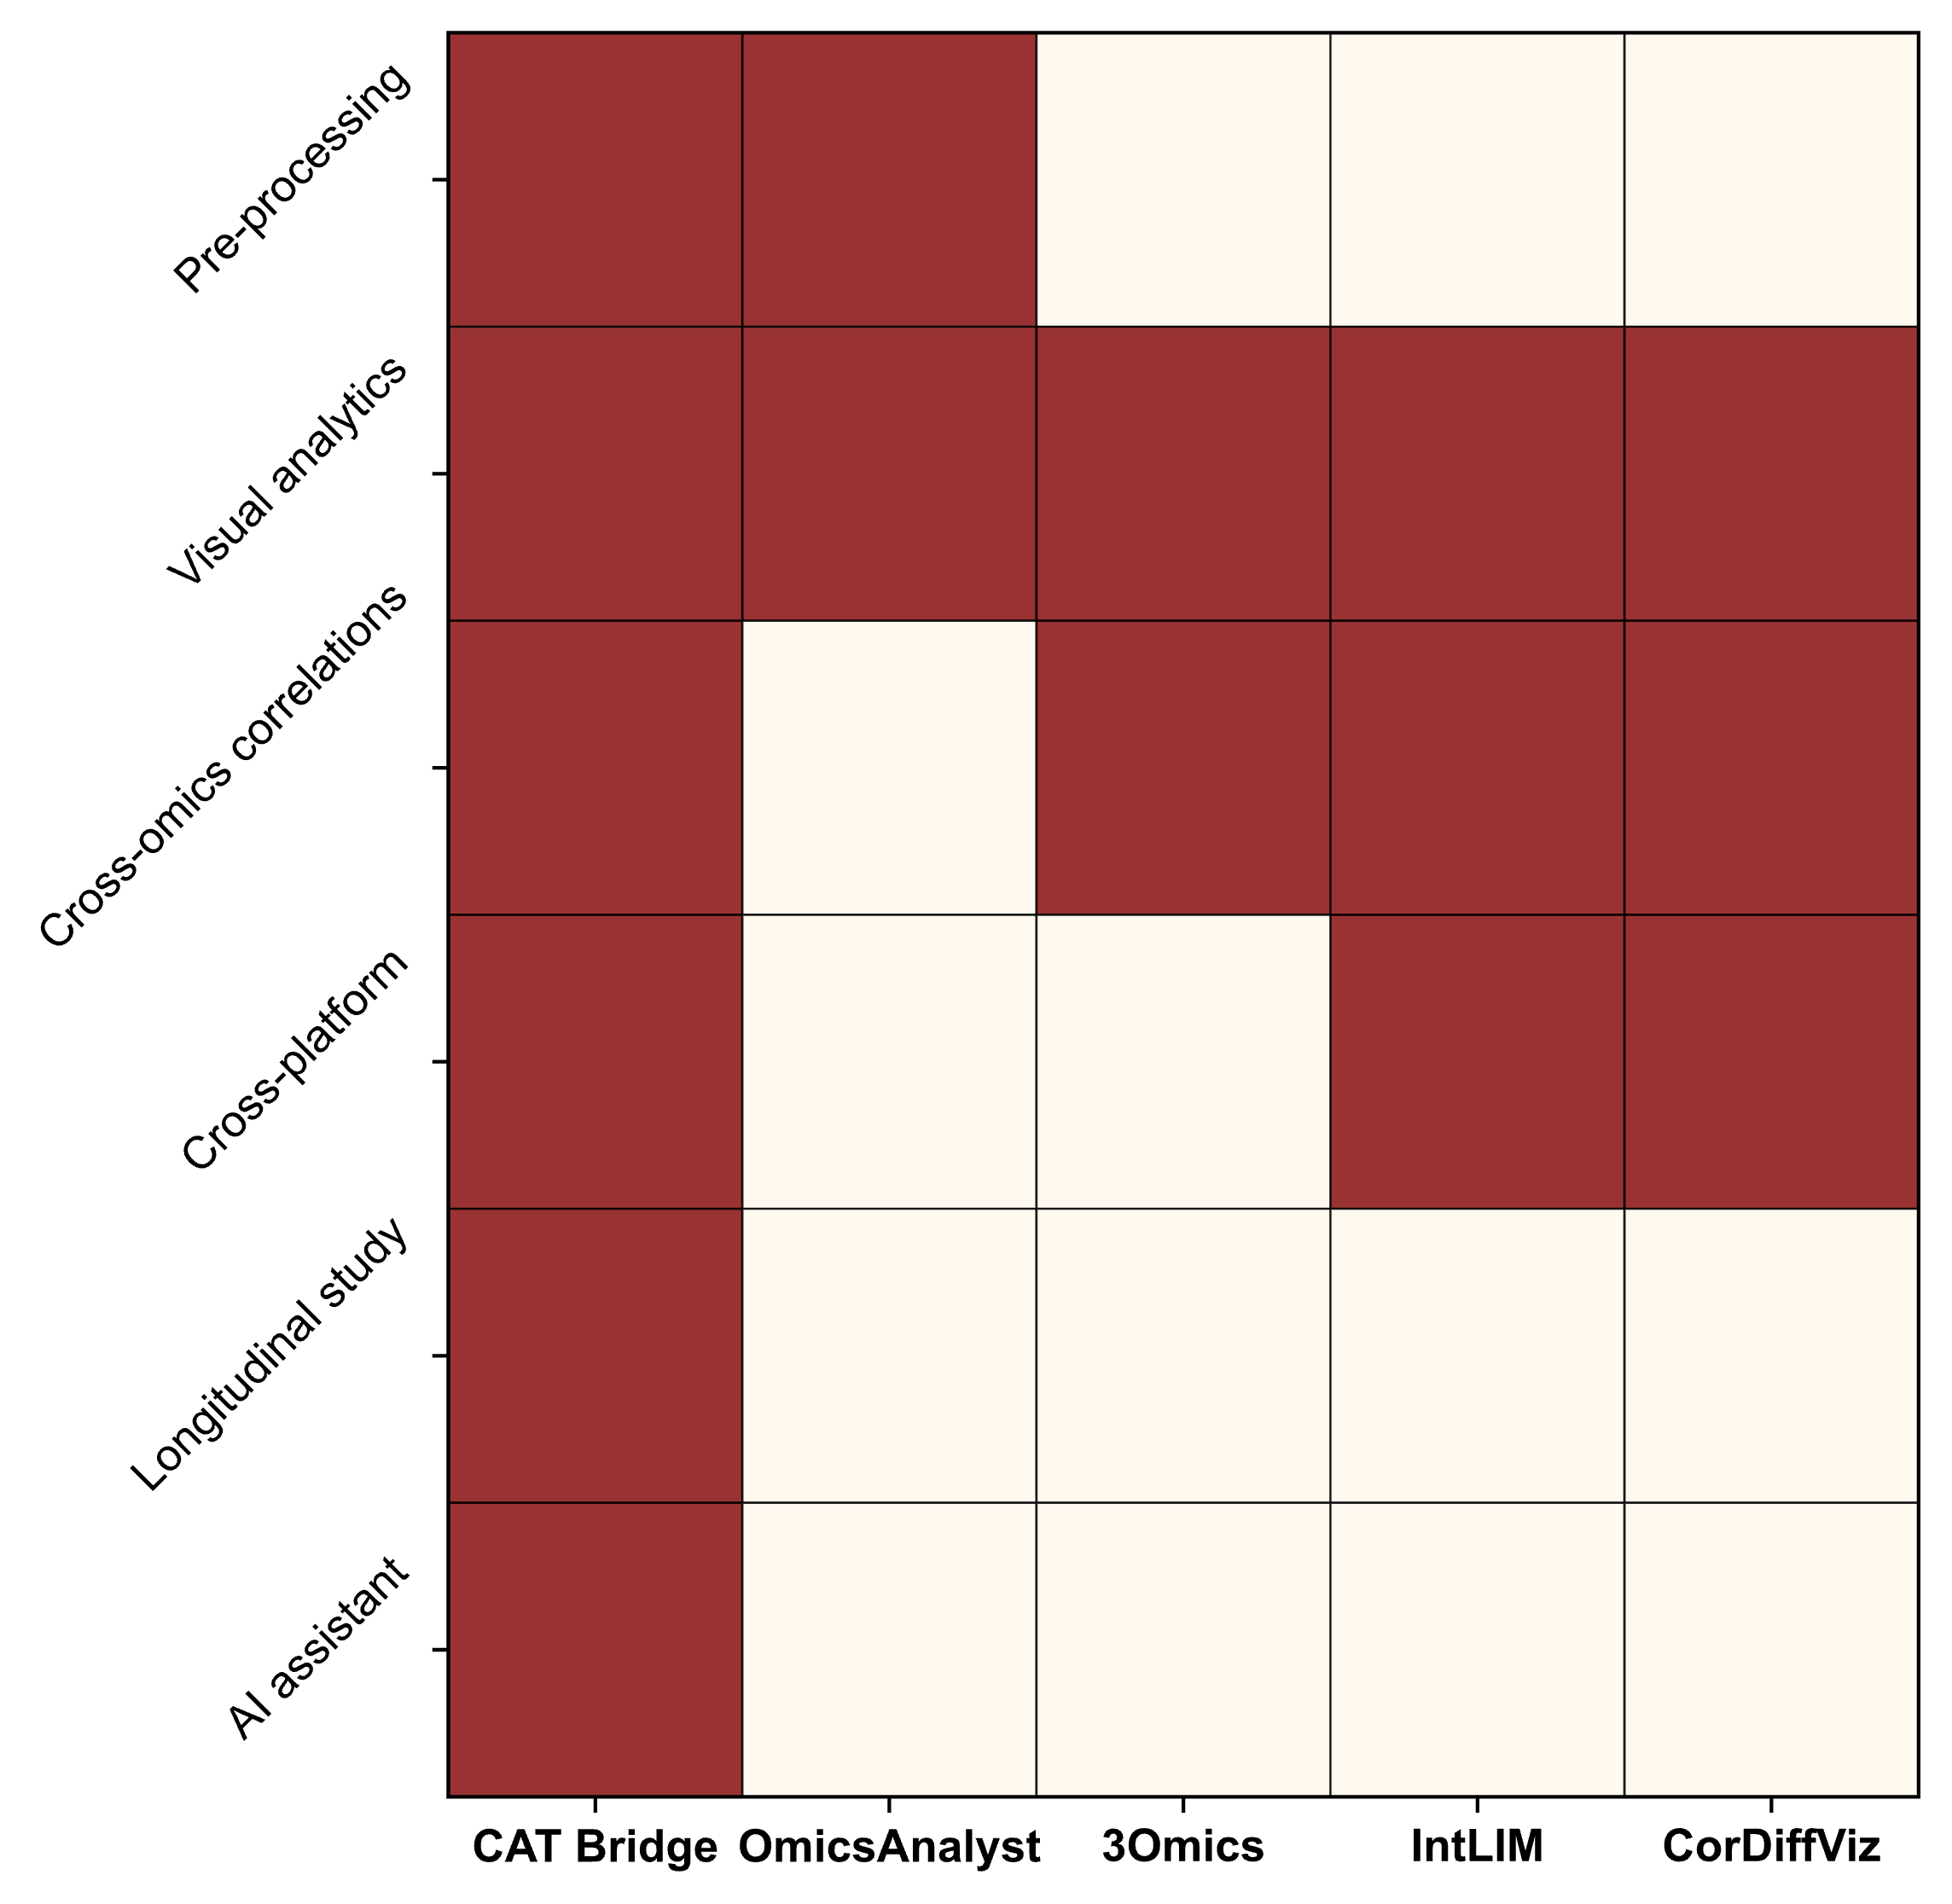 Pre-processing
Visual analytics
Cross-omics correlations
Cross-platform
Longitudinal study
AI assistant
CAT Bridge OmicsAnalyst 3Omics IntLIM CorDiffViz